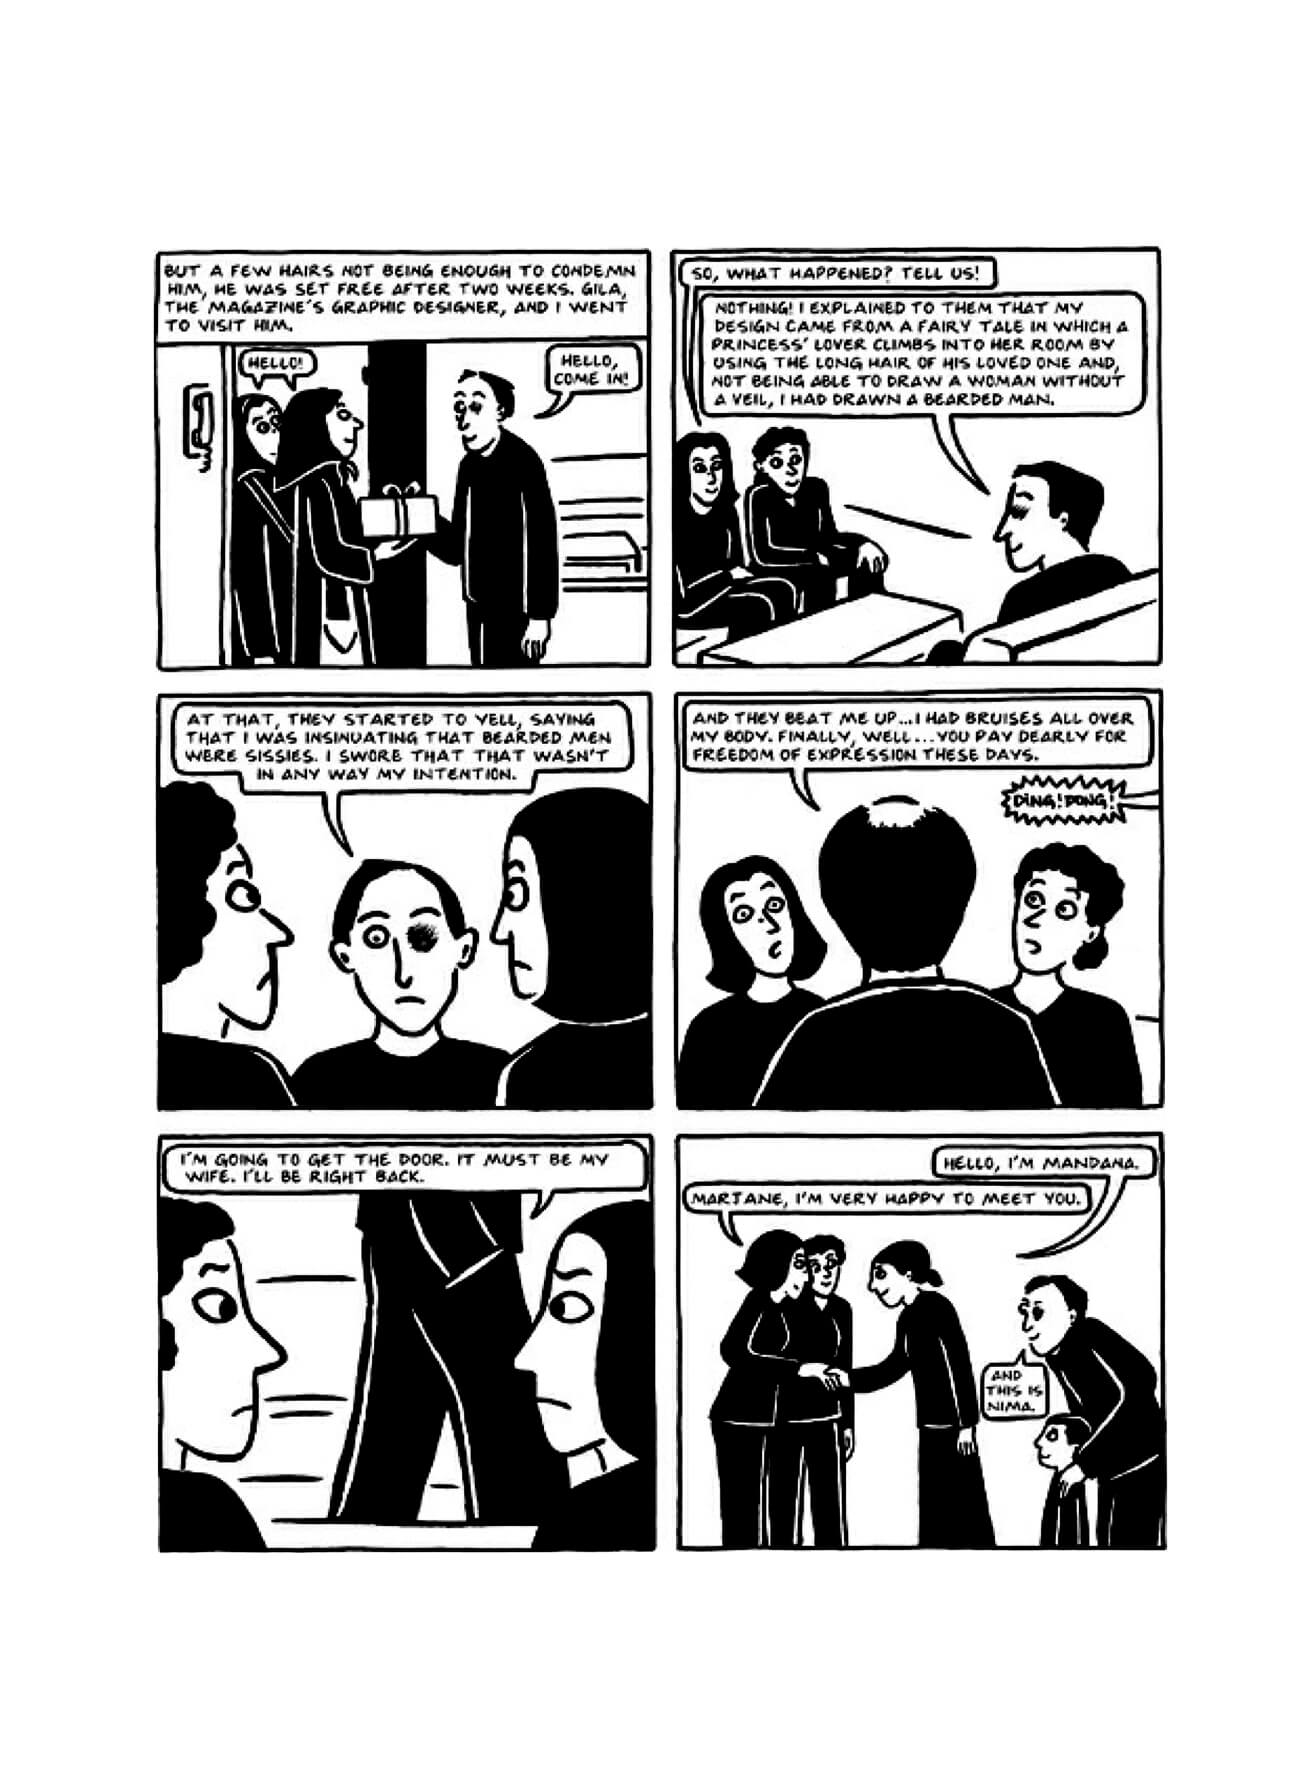 BUT A FEW HAIRS NOT BEING ENOUGH TO CONDEMN
HIM, HE WAS SET FREE AFTER TWO WEEKS. GILA,
THE MAGAZINE'S GRAPHIC DESIGNER, AND I WENT
TO VISIT HIM.
HELLO!
HELLO,
COME IN!
SO, WHAT HAPPENED? TELL US!
NOTHING! I EXPLAINED TO THEM THAT MY
DESIGN CAME FROM A FAIRY TALE IN WHICH A
PRINCESS' LOVER CLIMBS INTO HER ROOM BY
USING THE LONG HAIR OF HIS LOVED ONE AND,
NOT BEING ABLE TO DRAW A WOMAN WITHOUT
A VEIL, I HAD DRAWN A BEARDED MAN.
AT THAT, THEY STARTED TO YELL, SAYING
THAT I WAS INSINUATING THAT BEARDED MEN
WERE SISSIES. I SWORE THAT THAT WASN'T
IN ANY WAY MY INTENTION.
AND THEY BEAT ME UP...I HAD BRUISES ALL OVER
MY BODY. FINALLY, WELL...YOU PAY DEARLY FOR
FREEDOM OF EXPRESSION THESE DAYS.
DING! DONG!
I'M GOING TO GET THE DOOR. IT MUST BE MY
WIFE. I'LL BE RIGHT BACK.
HELLO, I'M MANDANA.
MARJANE, I'M VERY HAPPY TO MEET YOU.
AND
THIS IS
NIMA.